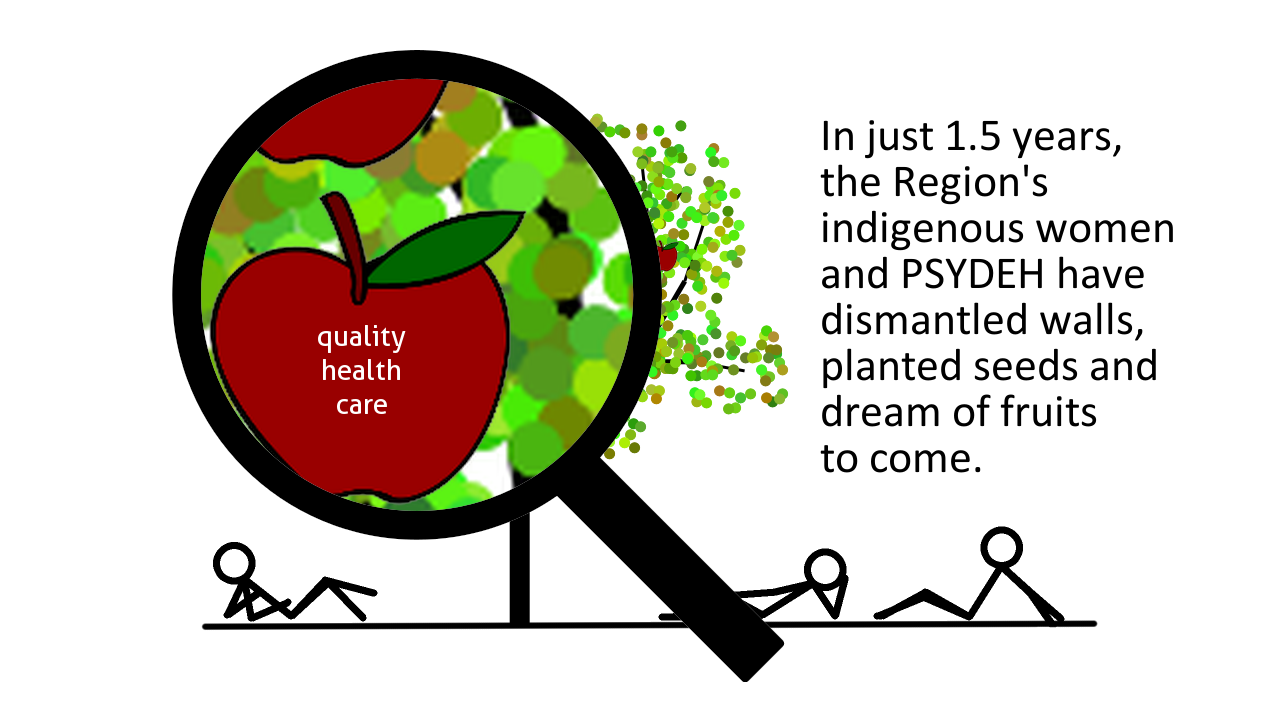 quality
health
care
In just 1.5 years,
the Region's
indigenous women
and PSYDEH have
dismantled walls,
planted seeds and
dream of fruits
to come.